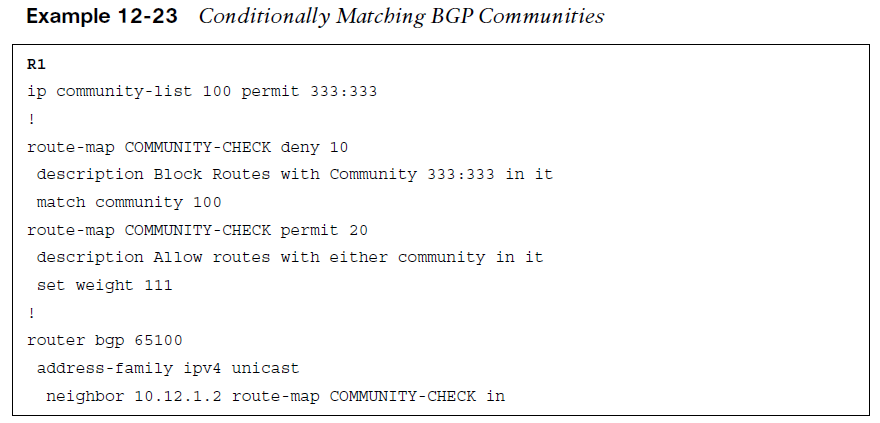 Example 12-23 Conditionally Matching BGP Communities
R1
ip community-list 100 permit 333:333
!
route-map COMMUNITY-CHECK deny 10
description Block Routes with Community 333:333 in it
match community 100
route-map COMMUNITY-CHECK permit 20
description Allow routes with either community in it
set weight 111
!
router bgp 65100
address-family ipv4 unicast
neighbor 10.12.1.2 route-map COMMUNITY-CHECK in